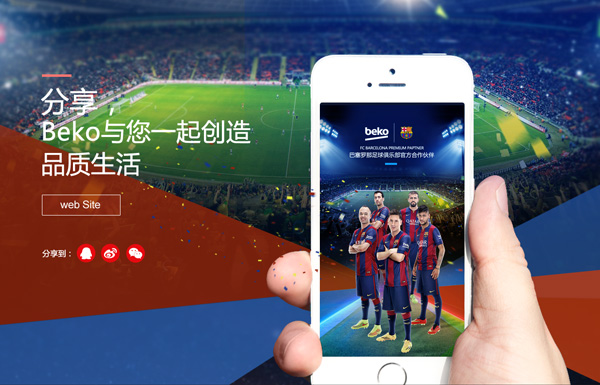 分享，
Beko与您一起创造
品质生活
web Site
分享到：
beko
FC BARCELONA PREMIUM PARTNER
巴塞罗那足球俱乐部官方合作伙伴